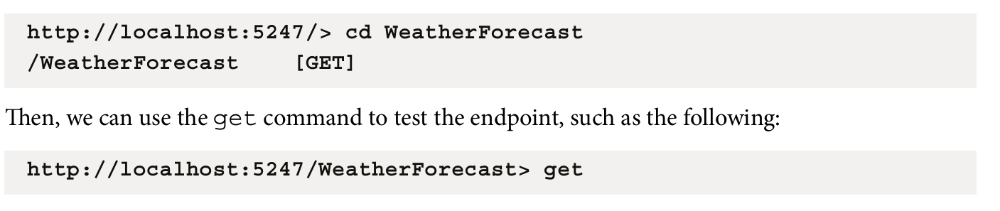 http://localhost:5247/> cd WeatherForecast
/WeatherForecast    [GET]
Then, we can use the get command to test the endpoint, such as the following:
http://localhost:5247/WeatherForecast> get